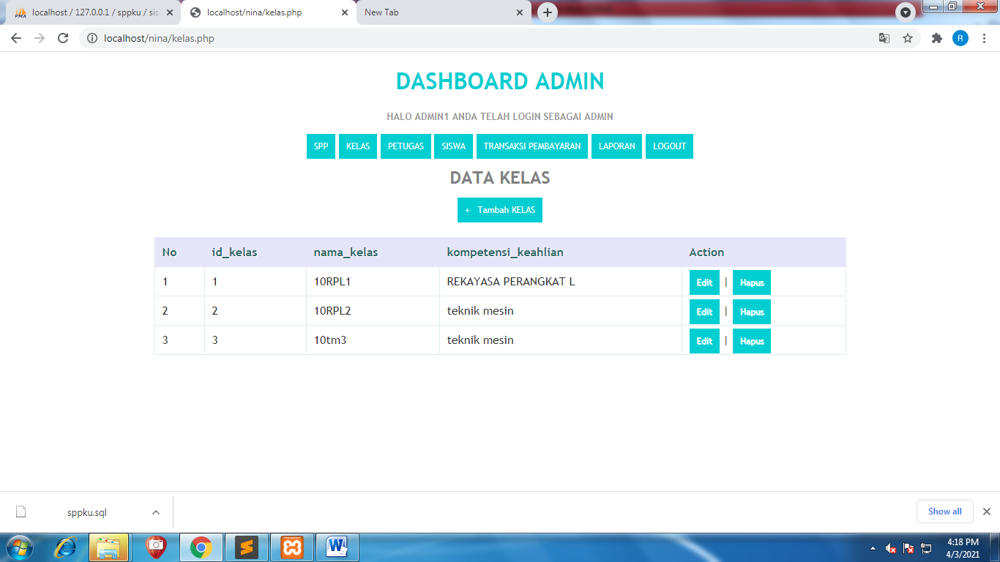 localhost / 127.0.0.1 / sppku / sis
localhost/nina/kelas.php
New Tab
localhost/nina/kelas.php
R
DASHBOARD ADMIN
HALO ADMIN1 ANDA TELAH LOGIN SEBAGAI ADMIN
SPP KELAS PETUGAS SISWA TRANSAKSI PEMBAYARAN LAPORAN LOGOUT
DATA KELAS
+ Tambah KELAS
No id_kelas nama_kelas kompetensi_keahlian Action
1 1 10RPL1 REKAYASA PERANGKAT L Edit | Hapus
2 2 10RPL2 teknik mesin Edit | Hapus
3 3 10tm3 teknik mesin Edit | Hapus
sppku.sql
Show all
4:18 PM
4/3/2021